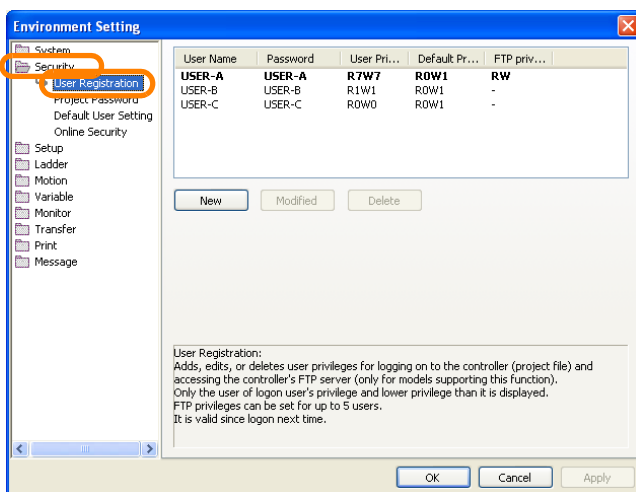 Environment Setting
System
Security
User Registration
Project Password
Default User Setting
Online Security
Setup
Ladder
Motion
Variable
Monitor
Transfer
Print
Message
User Name Password User Pri... Default Pr... FTP priv...
USER-A USER-A R7W7 R0W1 RW
USER-B USER-B R1W1 R0W1 -
USER-C USER-C R0W0 R0W1 -
New Modified Delete
User Registration:
Adds, edits, or deletes user privileges for logging on to the controller (project file) and
accessing the controller's FTP server (only for models supporting this function).
Only the user of logon user's privilege and lower privilege than it is displayed.
FTP privileges can be set for up to 5 users.
It is valid since logon next time.
OK Cancel Apply